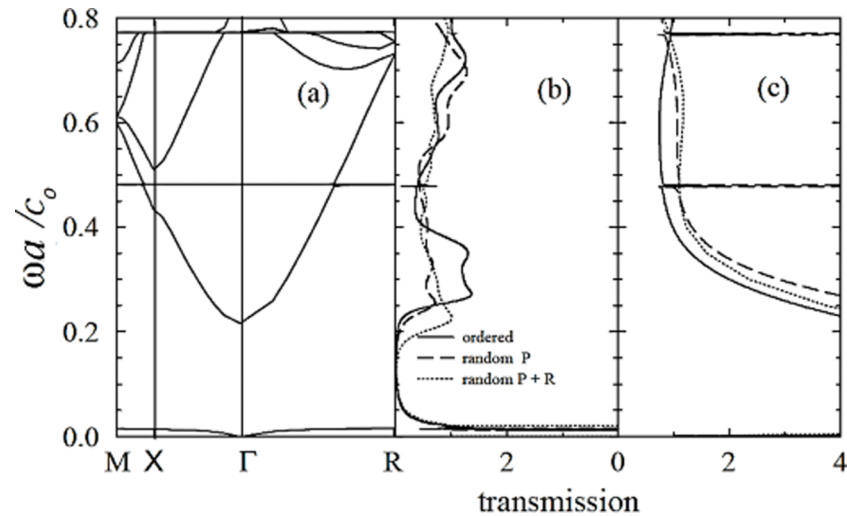 0.8
0.6
0.4
0.2
0.0
ωa /c₀
(a)
(b)
(c)
ordered
random P
random P + R
M X Γ R 2 0 2 4
transmission